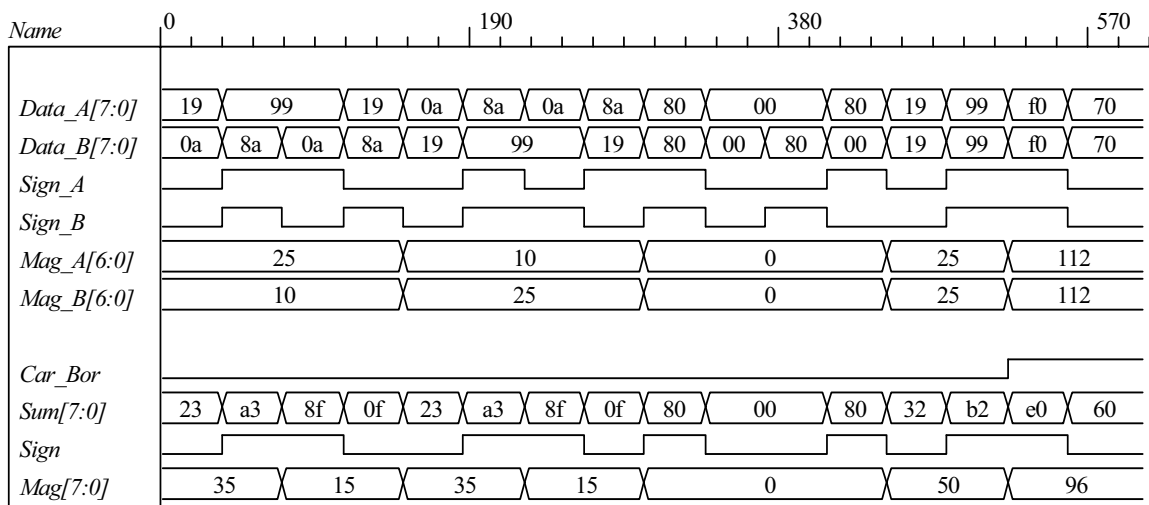 Name 0 190 380 570
Data_A[7:0] 19 99 19 0a 8a 0a 8a 80 00 80 19 99 f0 70
Data_B[7:0] 0a 8a 0a 8a 19 99 19 80 00 80 00 19 99 f0 70
Sign_A
Sign_B
Mag_A[6:0] 25 10 0 25 112
Mag_B[6:0] 10 25 0 25 112
Car_Bor
Sum[7:0] 23 a3 8f 0f 23 a3 8f 0f 80 00 80 32 b2 e0 60
Sign
Mag[7:0] 35 15 35 15 0 50 96